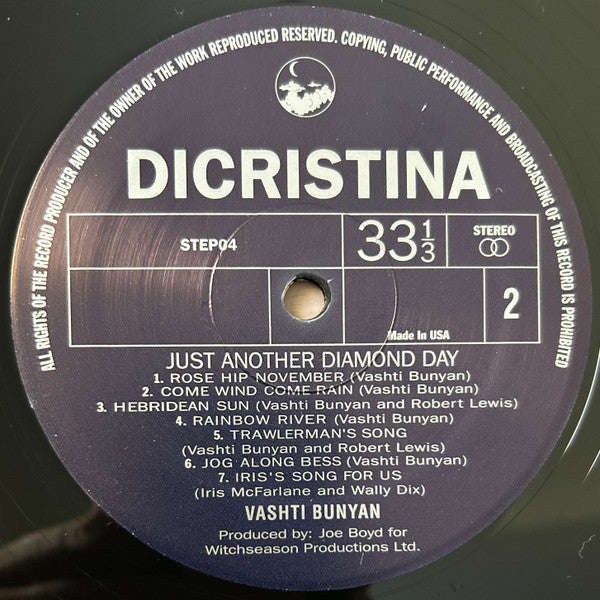 ALL RIGHTS OF THE RECORD PRODUCER AND OF THE OWNER OF THE WORK REPRODUCED RESERVED. COPYING, PUBLIC PERFORMANCE AND BROADCASTING OF THIS RECORD IS PROHIBITED
DICRISTINA
STEP04
33 1/3
STEREO
2
Made In USA
JUST ANOTHER DIAMOND DAY
1. ROSE HIP NOVEMBER (Vashti Bunyan)
2. COME WIND COME RAIN (Vashti Bunyan)
3. HEBRIDEAN SUN (Vashti Bunyan and Robert Lewis)
4. RAINBOW RIVER (Vashti Bunyan)
5. TRAWLERMAN'S SONG
(Vashti Bunyan and Robert Lewis)
6. JOG ALONG BESS (Vashti Bunyan)
7. IRIS'S SONG FOR US
(Iris McFarlane and Wally Dix)
VASHTI BUNYAN
Produced by: Joe Boyd for
Witchseason Productions Ltd.